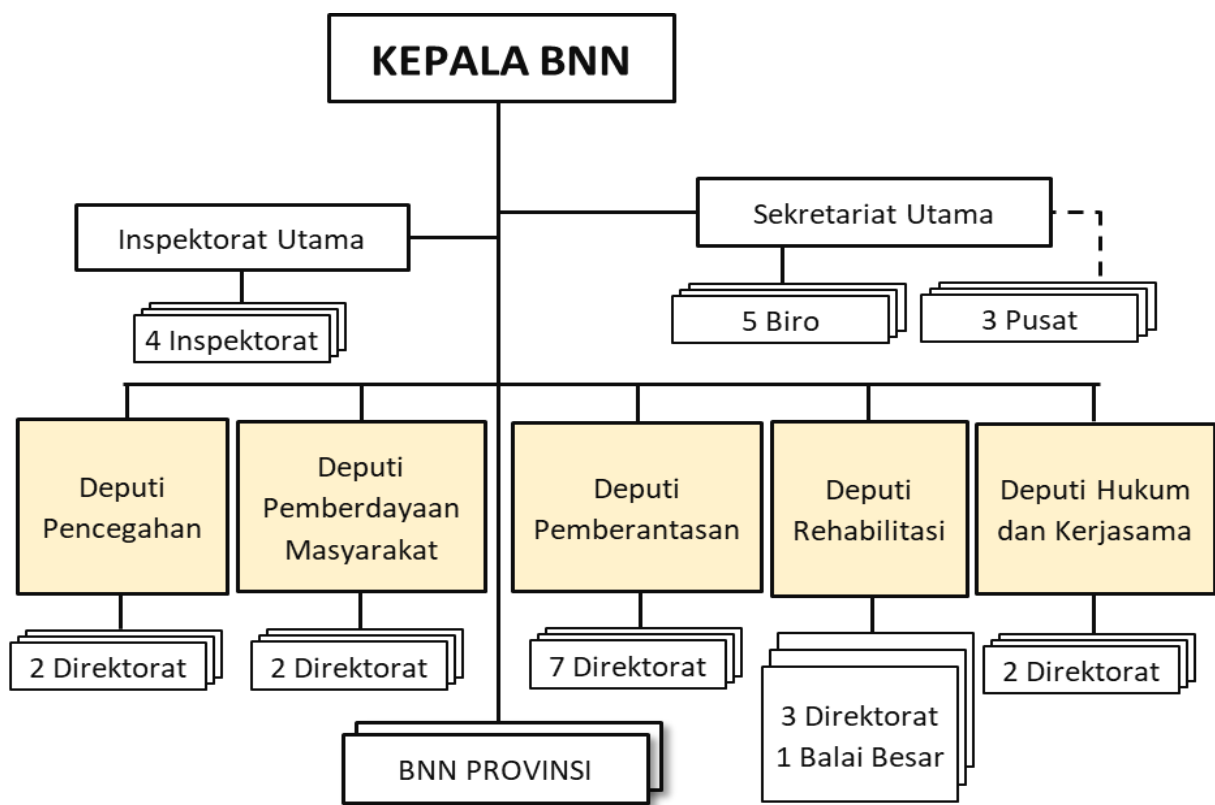 KEPALA BNN
Inspektorat Utama
Sekretariat Utama
4 Inspektorat
5 Biro
3 Pusat
Deputi
Pencegahan
Deputi
Pemberdayaan
Masyarakat
Deputi
Pemberantasan
Deputi
Rehabilitasi
Deputi Hukum
dan Kerjasama
2 Direktorat
2 Direktorat
7 Direktorat
3 Direktorat
1 Balai Besar
2 Direktorat
BNN PROVINSI